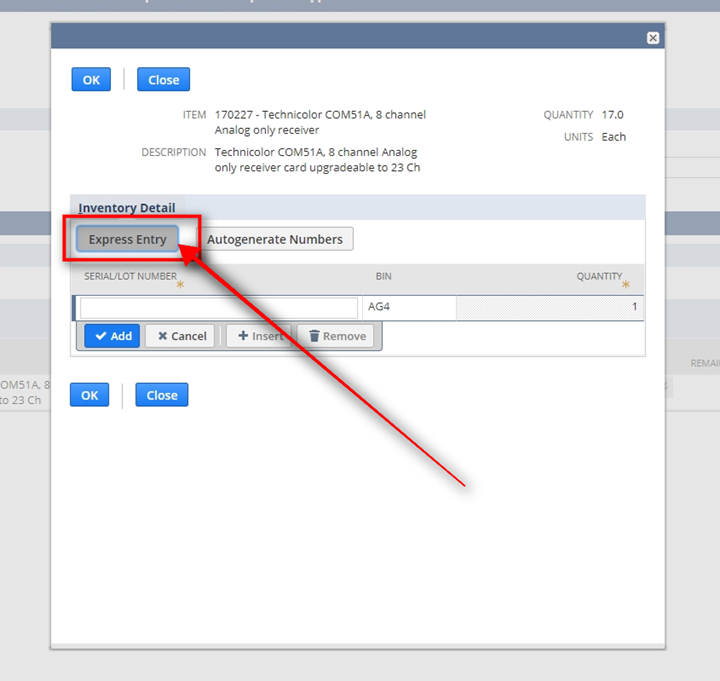 OK
Close
ITEM 170227 - Technicolor COM51A, 8 channel
Analog only receiver
QUANTITY 17.0
UNITS Each
DESCRIPTION Technicolor COM51A, 8 channel Analog
only receiver card upgradeable to 23 Ch
Inventory Detail
Express Entry
Autogenerate Numbers
SERIAL/LOT NUMBER *
BIN
QUANTITY *
AG4
1
Add
Cancel
+ Insert
Remove
REMAI
COM51A, 8
to 23 Ch
OK
Close